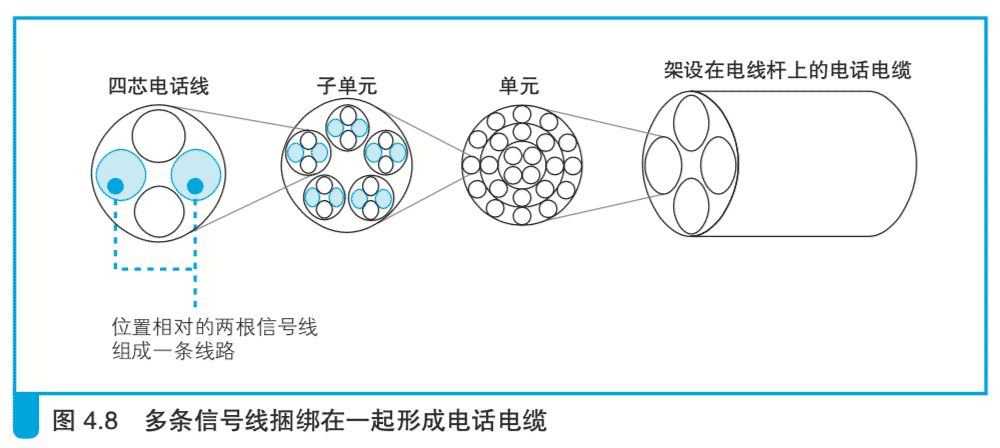 四芯电话线
子单元
单元
架设在电线杆上的电话电缆
位置相对的两根信号线
组成一条线路
图 4.8 多条信号线捆绑在一起形成电话电缆